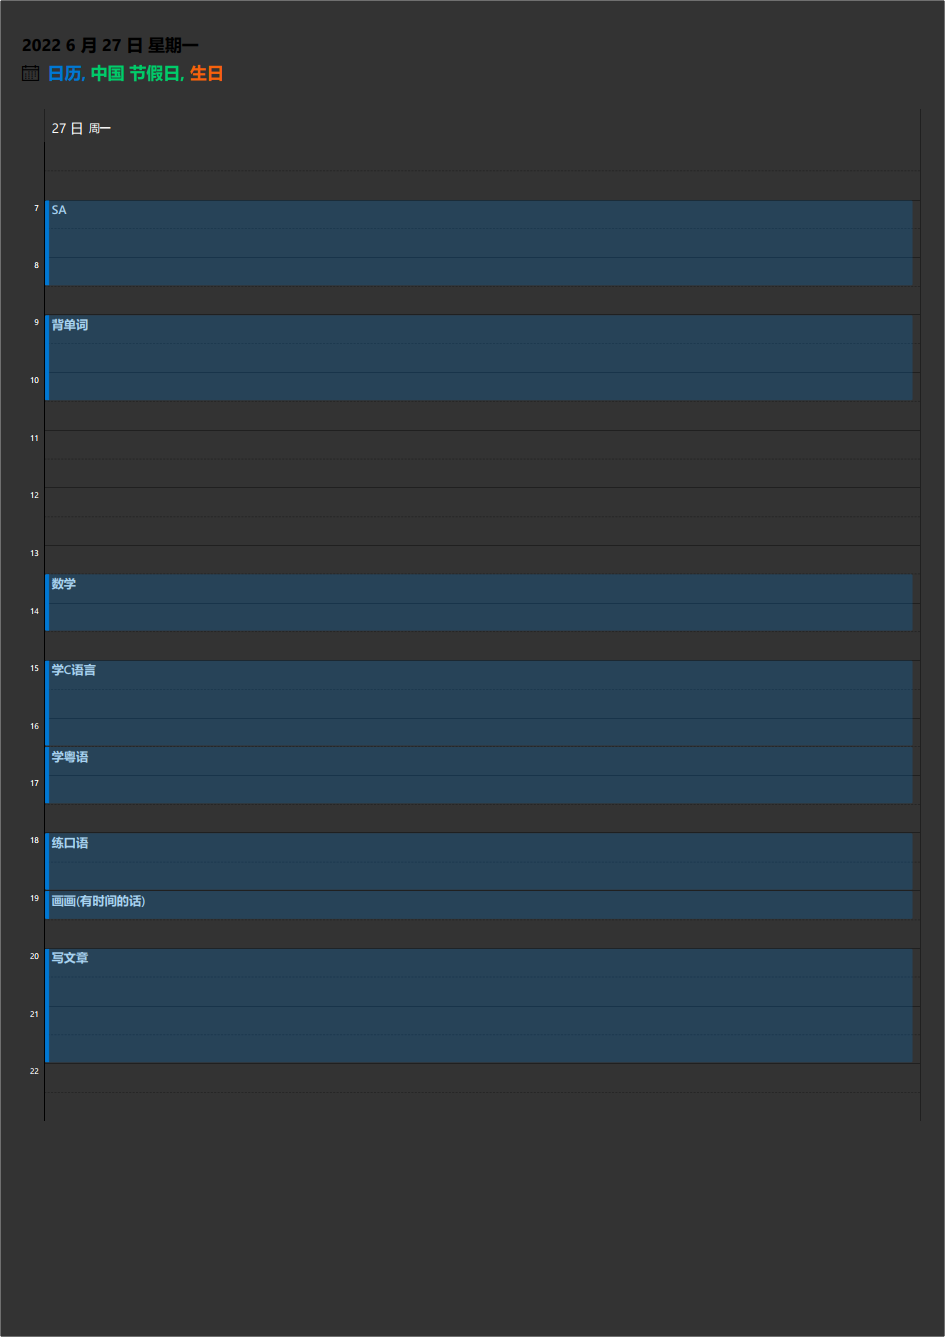 2022 6 月 27 日 星期一
日历, 中国 节假日, 生日
27 日 周一
7
SA
8
9
背单词
10
11
12
13
数学
14
15
学C语言
16
学粤语
17
18
练口语
19
画画(有时间的话)
20
写文章
21
22